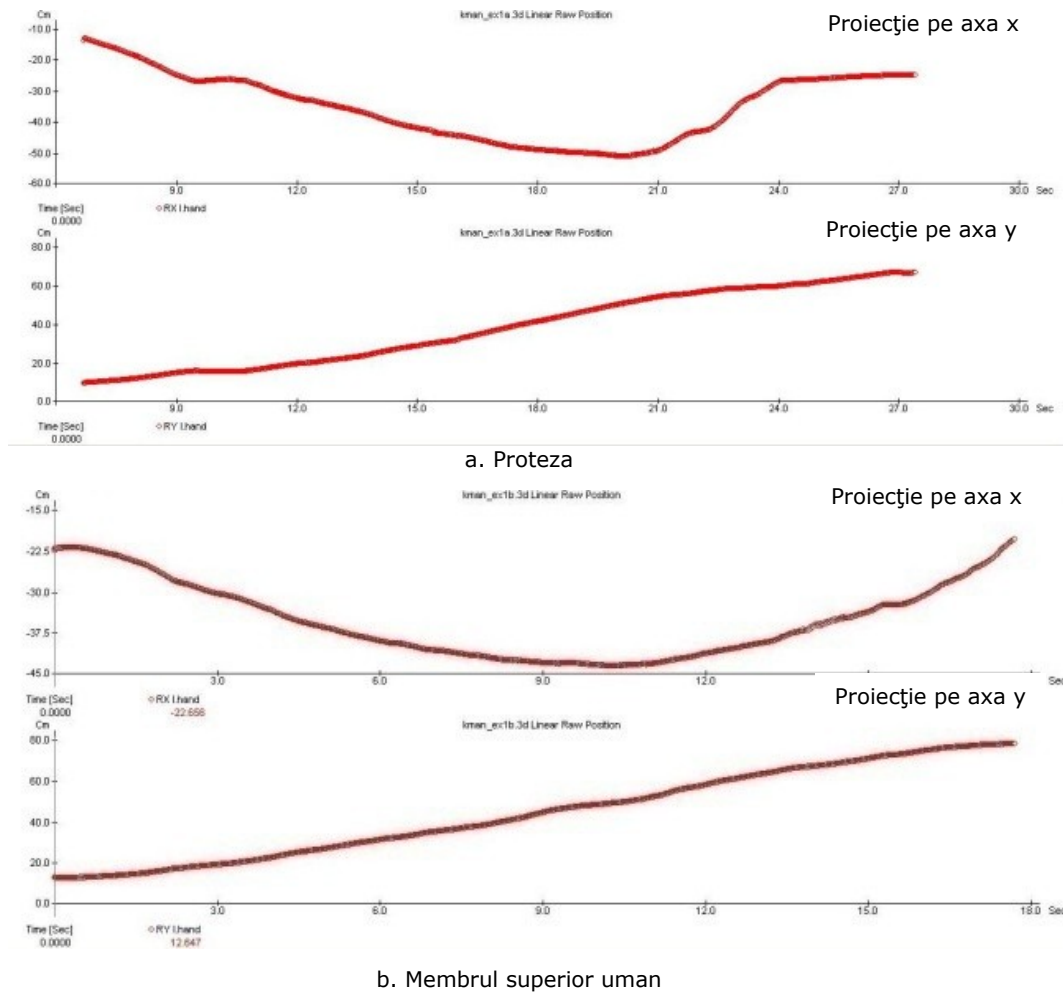 Cm
kman_ex1a.3d Linear Raw Position
Proiecţie pe axa x
-10.0
-20.0
-30.0
-40.0
-50.0
-60.0
9.0 12.0 15.0 18.0 21.0 24.0 27.0 30.0 Sec
Time [Sec] RX l.hand
0.0000
Cm
kman_ex1a.3d Linear Raw Position
Proiecţie pe axa y
80.0
60.0
40.0
20.0
0.0
9.0 12.0 15.0 18.0 21.0 24.0 27.0 30.0 Sec
Time [Sec] RY l.hand
0.0000
a. Proteza
Cm
kman_ex1b.3d Linear Raw Position
Proiecţie pe axa x
-15.0
-22.5
-30.0
-37.5
-45.0
3.0 6.0 9.0 12.0 15.0 Sec
Time [Sec] RX l.hand
0.0000 -22.656
Cm
kman_ex1b.3d Linear Raw Position
Proiecţie pe axa y
80.0
60.0
40.0
20.0
0.0
3.0 6.0 9.0 12.0 15.0 18.0 Sec
Time [Sec] RY l.hand
0.0000 12.647
b. Membrul superior uman